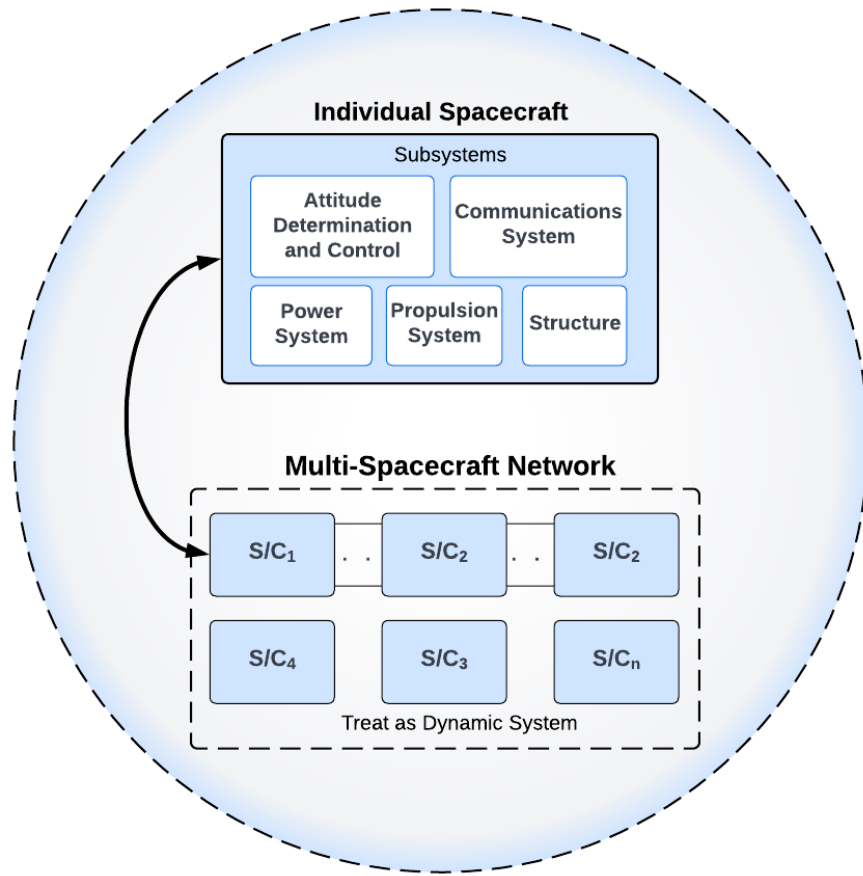 Individual Spacecraft
Subsystems
Attitude
Determination
and Control
Communications
System
Power
System
Propulsion
System
Structure
Multi-Spacecraft Network
S/C₁ . . S/C₂ . . S/C₂
S/C₄ S/C₃ S/Cₙ
Treat as Dynamic System